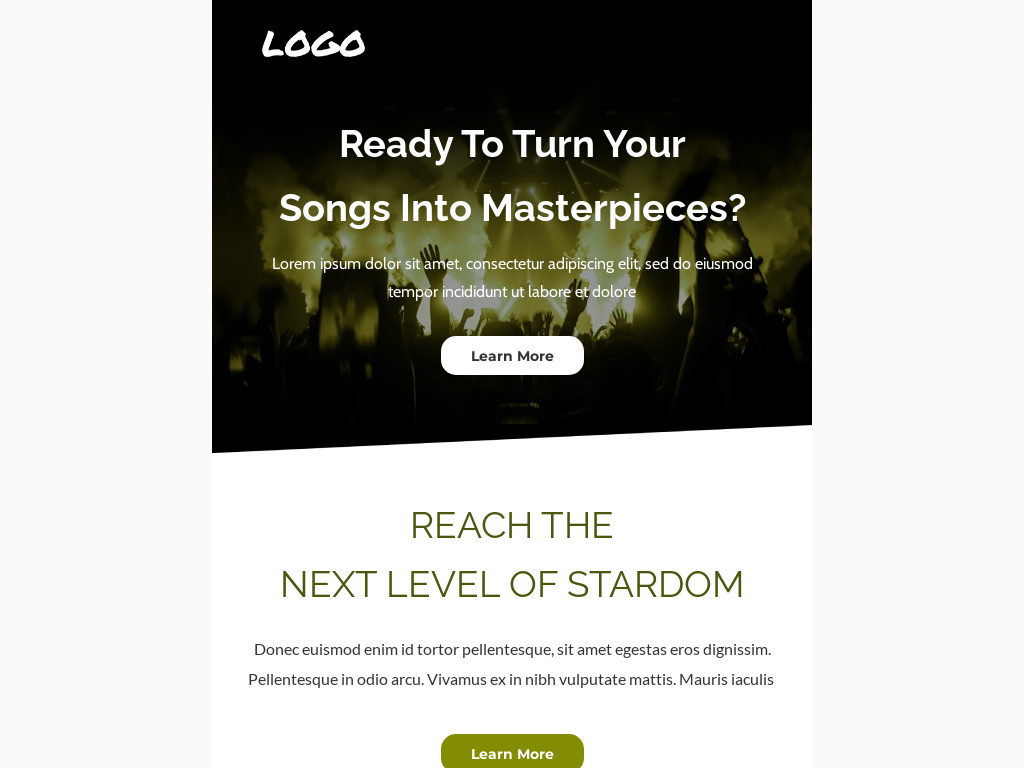 LOGO
Ready To Turn Your
Songs Into Masterpieces?
Lorem ipsum dolor sit amet, consectetur adipiscing elit, sed do eiusmod
tempor incididunt ut labore et dolore
Learn More
REACH THE
NEXT LEVEL OF STARDOM
Donec euismod enim id tortor pellentesque, sit amet egestas eros dignissim.
Pellentesque in odio arcu. Vivamus ex in nibh vulputate mattis. Mauris iaculis
Learn More